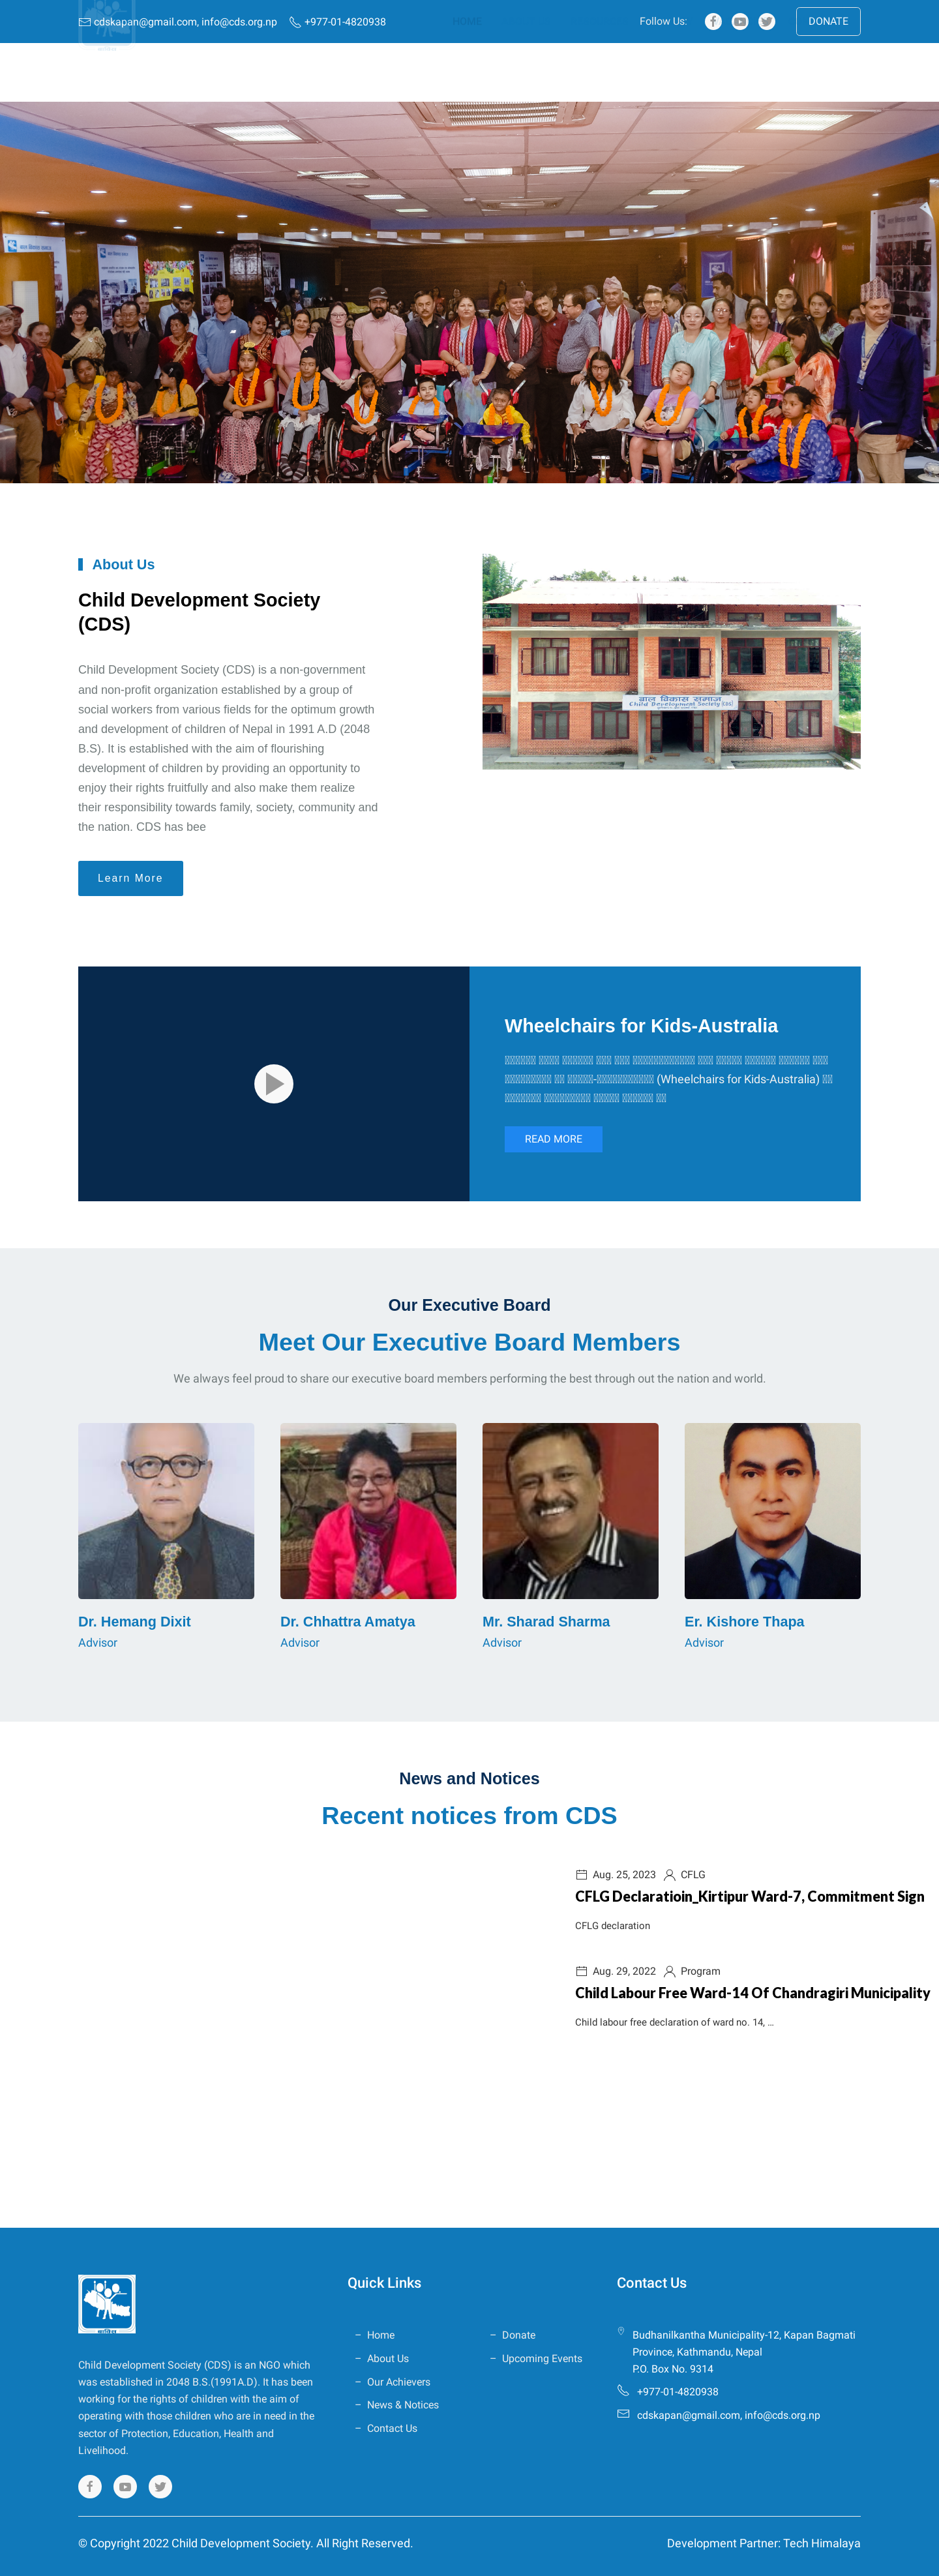 cdskapan@gmail.com, info@cds.org.np +977-01-4820938 HOME Follow Us: DONATE
About Us
Child Development Society
(CDS)
Child Development Society (CDS) is a non-government
and non-profit organization established by a group of
social workers from various fields for the optimum growth
and development of children of Nepal in 1991 A.D (2048
B.S). It is established with the aim of flourishing
development of children by providing an opportunity to
enjoy their rights fruitfully and also make them realize
their responsibility towards family, society, community and
the nation. CDS has bee
Learn More
बाल विकास समाज
Child Development Society (CDS)
Wheelchairs for Kids-Australia
(Wheelchairs for Kids-Australia)
READ MORE
Our Executive Board
Meet Our Executive Board Members
We always feel proud to share our executive board members performing the best through out the nation and world.
Dr. Hemang Dixit
Advisor
Dr. Chhattra Amatya
Advisor
Mr. Sharad Sharma
Advisor
Er. Kishore Thapa
Advisor
News and Notices
Recent notices from CDS
Aug. 25, 2023 CFLG
CFLG Declaratioin_Kirtipur Ward-7, Commitment Sign
CFLG declaration
Aug. 29, 2022 Program
Child Labour Free Ward-14 Of Chandragiri Municipality
Child labour free declaration of ward no. 14, ...
Child Development Society (CDS) is an NGO which
was established in 2048 B.S.(1991A.D). It has been
working for the rights of children with the aim of
operating with those children who are in need in the
sector of Protection, Education, Health and
Livelihood.
Quick Links
– Home
– About Us
– Our Achievers
– News & Notices
– Contact Us
– Donate
– Upcoming Events
Contact Us
Budhanilkantha Municipality-12, Kapan Bagmati
Province, Kathmandu, Nepal
P.O. Box No. 9314
+977-01-4820938
cdskapan@gmail.com, info@cds.org.np
© Copyright 2022 Child Development Society. All Right Reserved.
Development Partner: Tech Himalaya